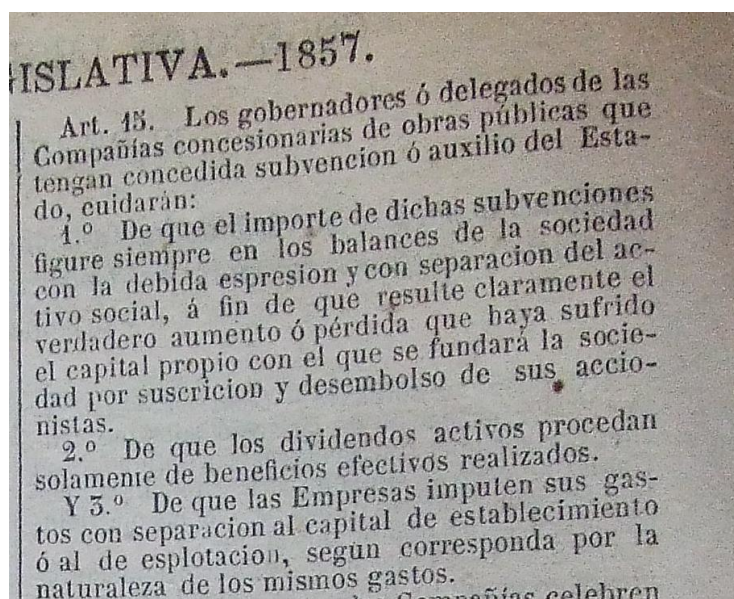 ISLATIVA.—1857.
Art. 15. Los gobernadores ó delegados de las
Compañías concesionarias de obras públicas que
tengan concedida subvencion ó auxilio del Esta-
do, cuidarán:
1.º De que el importe de dichas subvenciones
figure siempre en los balances de la sociedad
con la debida espresion y con separacion del ac-
tivo social, á fin de que resulte claramente el
verdadero aumento ó pérdida que haya sufrido
el capital propio con el que se fundará la socie-
dad por suscricion y desembolso de sus accio-
nistas.
2.º De que los dividendos activos procedan
solamente de beneficios efectivos realizados.
Y 3.º De que las Empresas imputen sus gas-
tos con separacion al capital de establecimiento
ó al de esplotacion, segun corresponda por la
naturaleza de los mismos gastos.
Compañías celebren